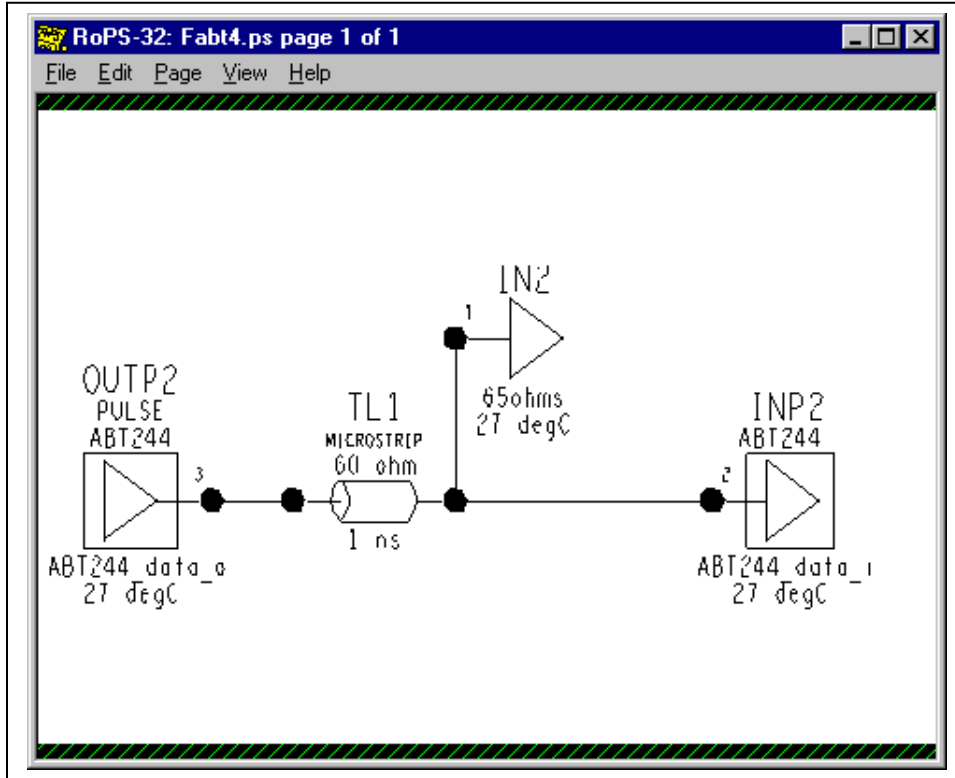 RoPS-32: Fabt4.ps page 1 of 1
File Edit Page View Help
IN2
1
65ohms
27 degC
OUTP2
PULSE
ABT244
3
ABT244_data_o
27 degC
TL1
MICROSTRIP
60 ohm
1 ns
INP2
ABT244
2
ABT244_data_i
27 degC